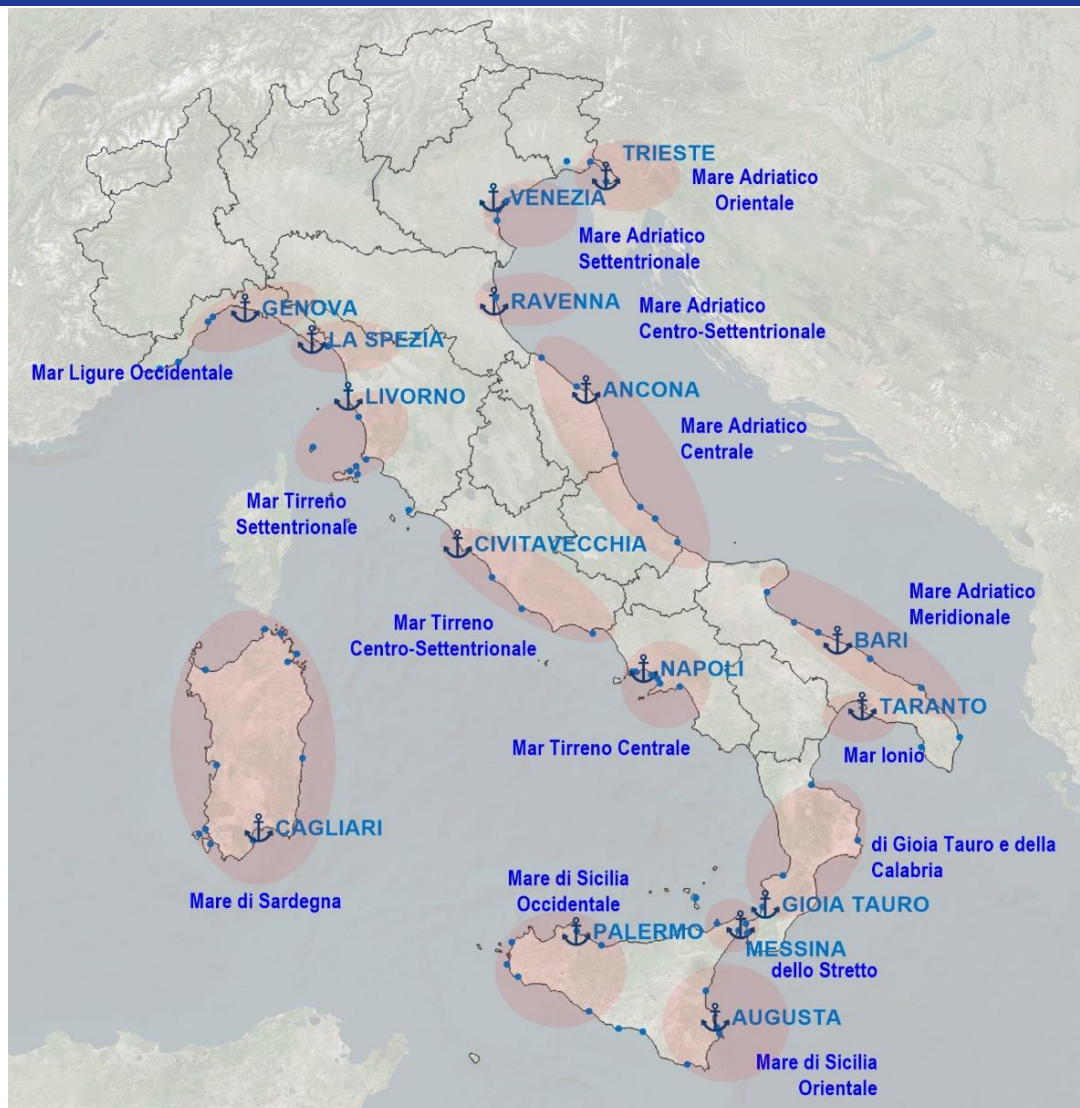 TRIESTE
Mare Adriatico
Orientale
VENEZIA
Mare Adriatico
Settentrionale
GENOVA
RAVENNA
Mare Adriatico
Centro-Settentrionale
LA SPEZIA
Mar Ligure Occidentale
LIVORNO
ANCONA
Mare Adriatico
Centrale
Mar Tirreno
Settentrionale
CIVITAVECCHIA
Mare Adriatico
Meridionale
Mar Tirreno
Centro-Settentrionale
BARI
NAPOLI
TARANTO
Mar Tirreno Centrale
Mar Ionio
CAGLIARI
di Gioia Tauro e della
Calabria
Mare di Sardegna
Mare di Sicilia
Occidentale
GIOIA TAURO
PALERMO
MESSINA
dello Stretto
AUGUSTA
Mare di Sicilia
Orientale